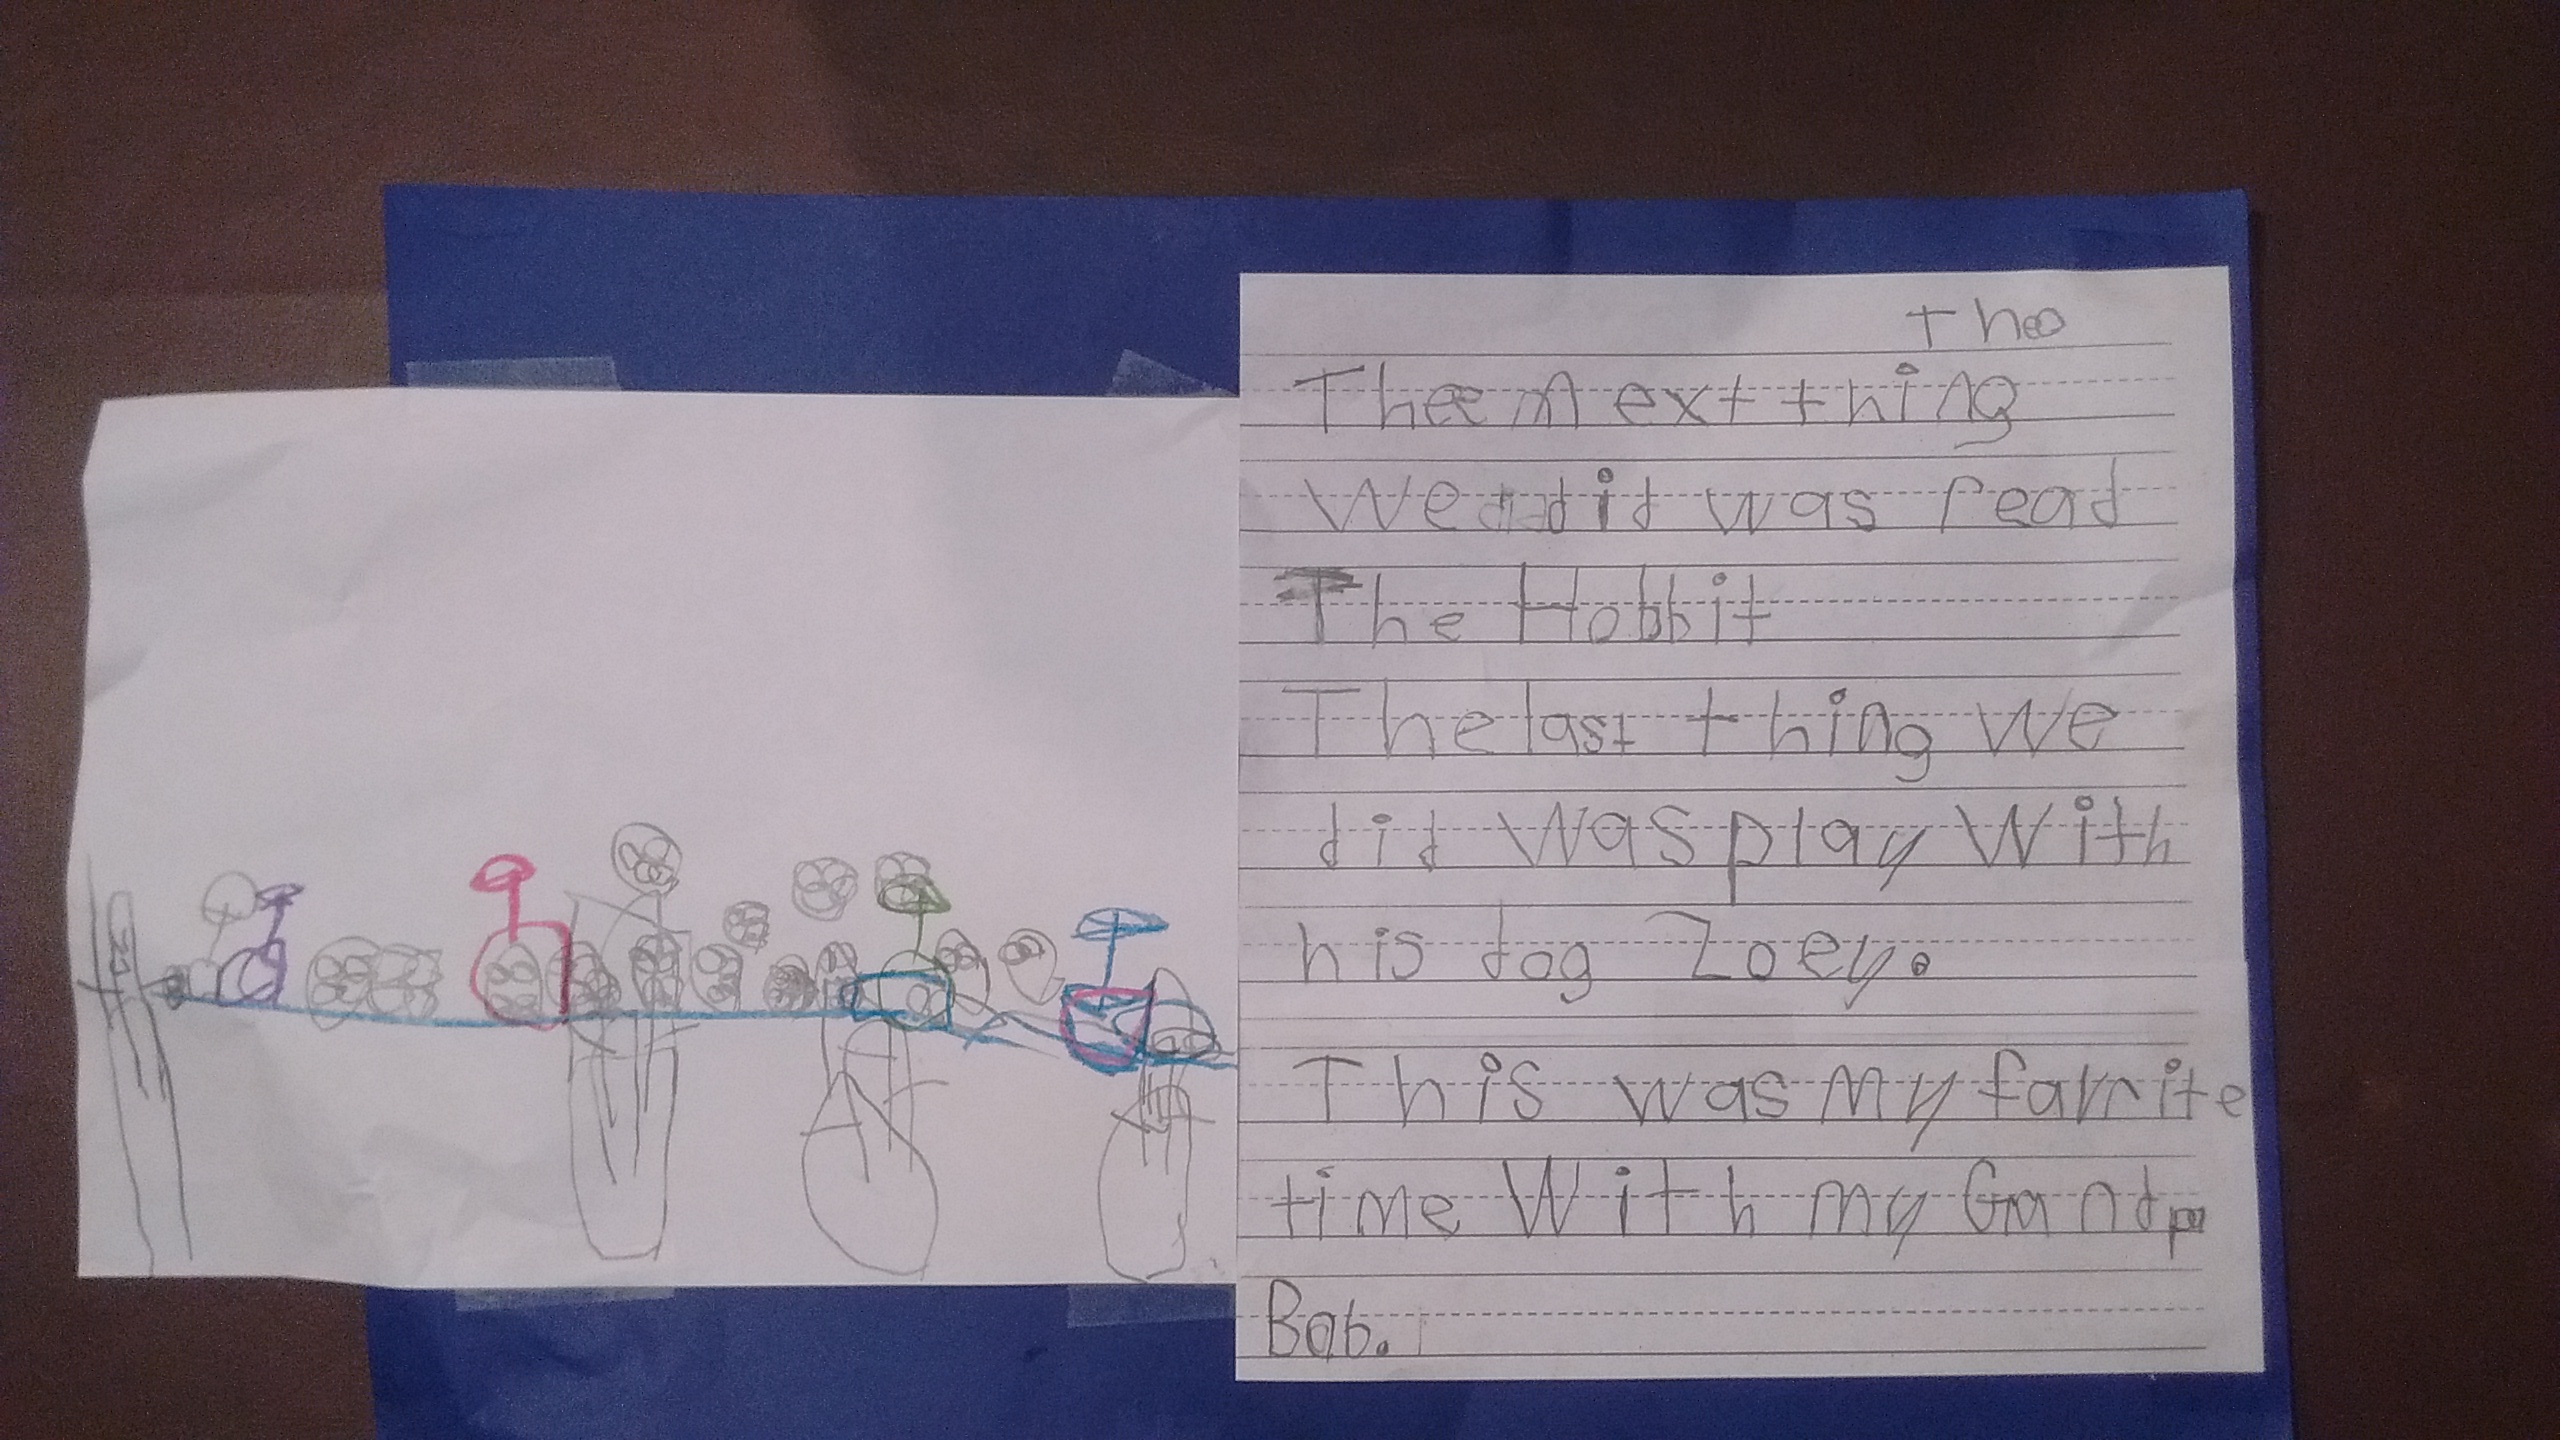 The
The next thing
We did was read
The Hobbit
The last thing We
did Was play With
his dog Zoey.
This was My favrite
time With my Grandpa
Bob.